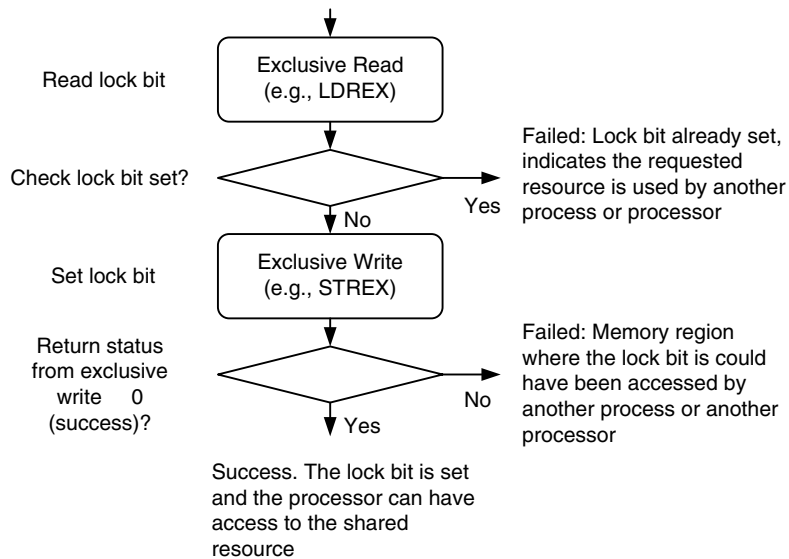 Read lock bit
Exclusive Read
(e.g., LDREX)
Check lock bit set?
Yes
Failed: Lock bit already set,
indicates the requested
resource is used by another
process or processor
No
Set lock bit
Exclusive Write
(e.g., STREX)
Return status
from exclusive
write 0
(success)?
No
Failed: Memory region
where the lock bit is could
have been accessed by
another process or another
processor
Yes
Success. The lock bit is set
and the processor can have
access to the shared
resource